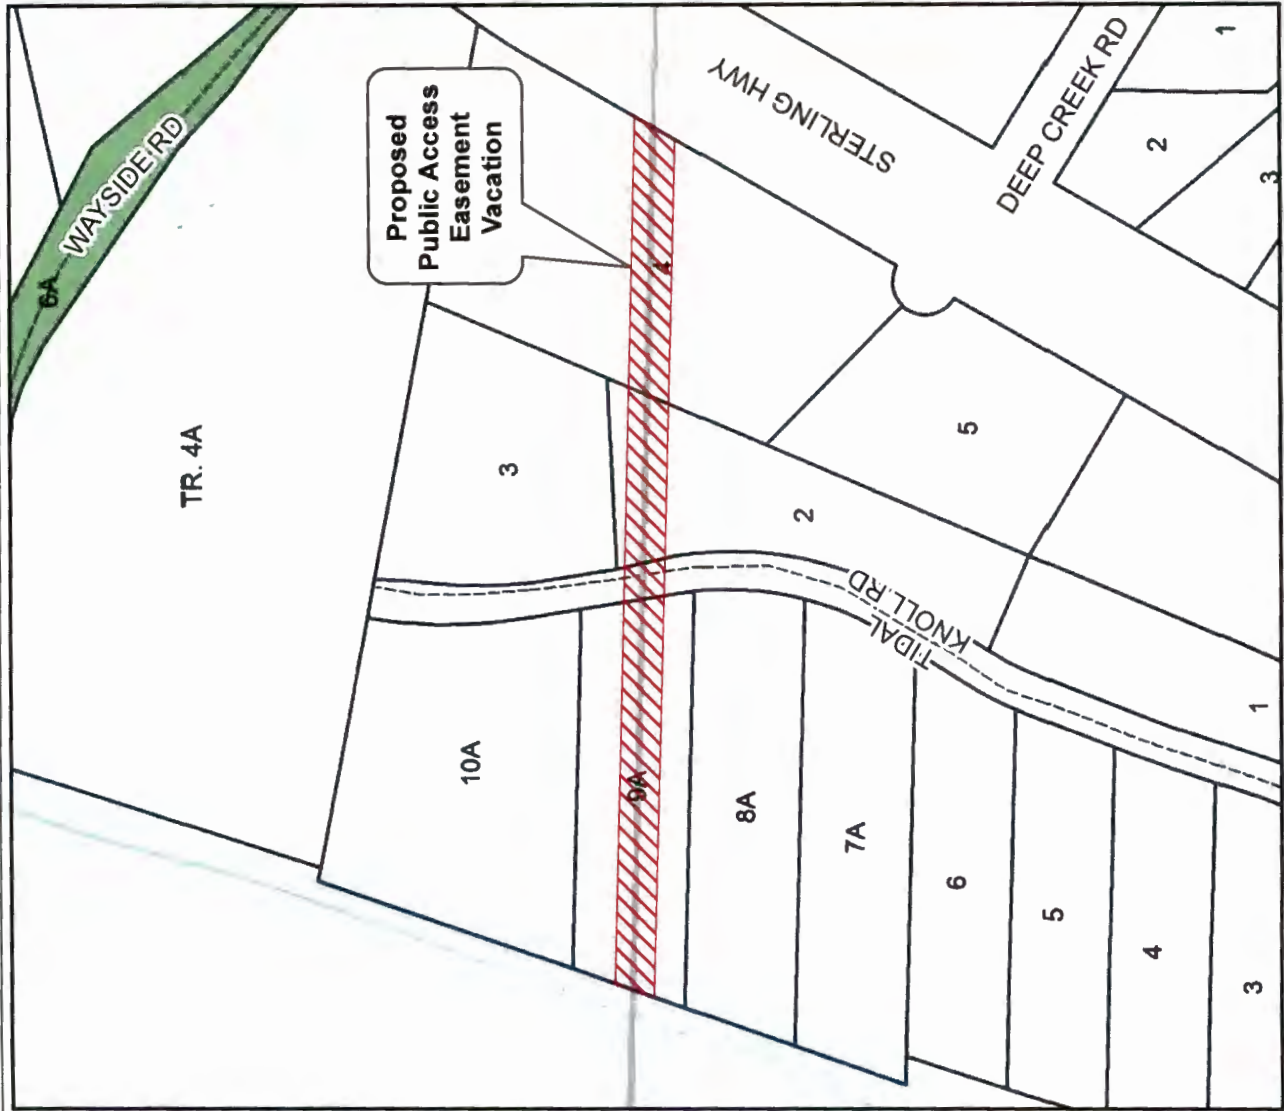 WAYSIDE RD
6A
Proposed
Public Access
Easement
Vacation
STERLING HWY
DEEP CREEK RD
1
2
3
4
TR. 4A
3
5
2
TIDAL
KNOLL RD
10A
9A
8A
7A
6
5
4
3
1